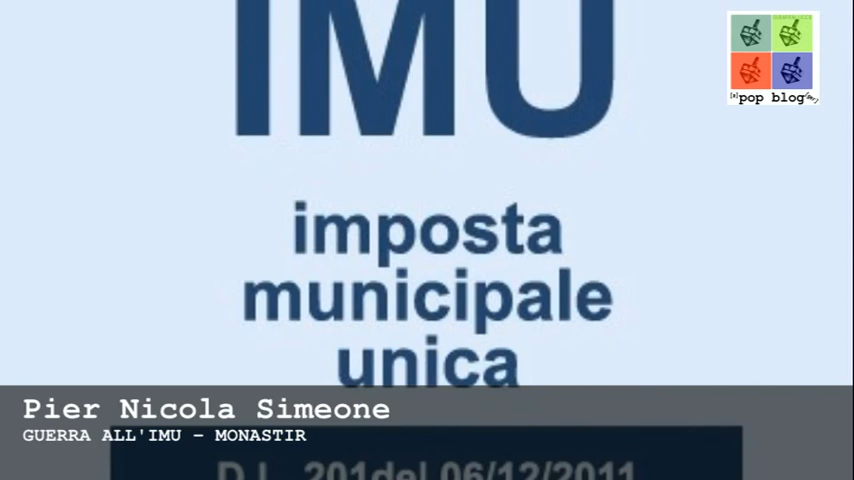 IMU
[a]pop blog
imposta
municipale
unica
Pier Nicola Simeone
GUERRA ALL'IMU – MONASTIR
D.L. 201del 06/12/2011